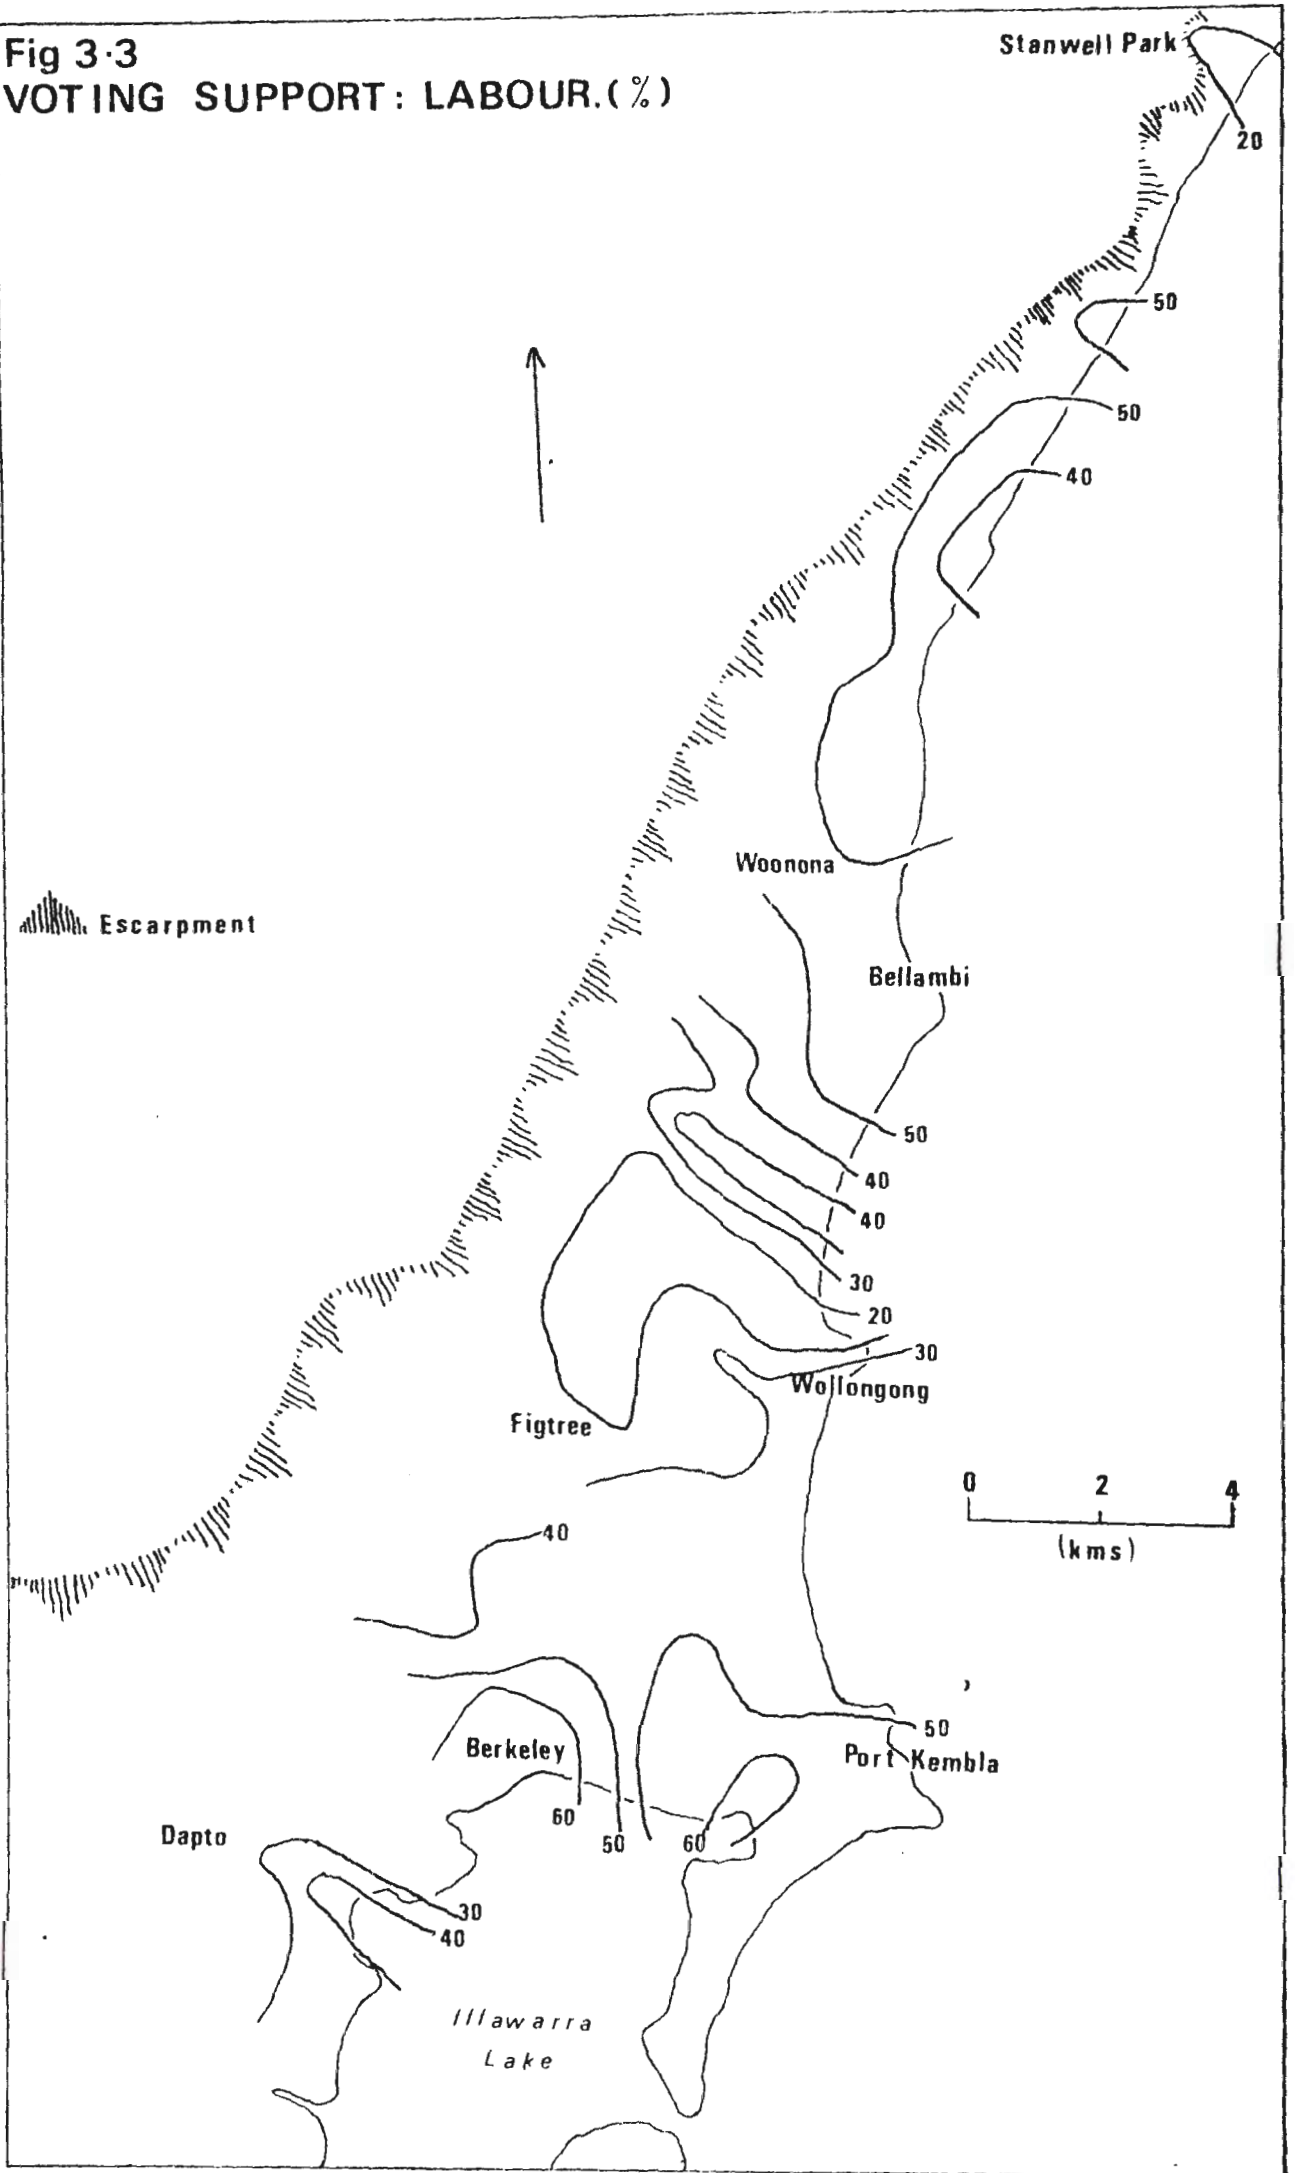 Fig 3·3
VOTING SUPPORT: LABOUR.(%)
Stanwell Park
20
50
50
40
Woonona
Escarpment
Bellambi
50
40
40
30
20
30
Wollongong
Figtree
0 2 4
(kms)
40
50
Berkeley
Port Kembla
60
50
60
Dapto
30
40
Illawarra
Lake